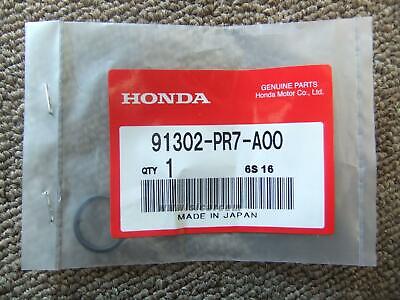 GENUINE PARTS
HONDA Honda Motor Co., Ltd.
91302-PR7-A00
QTY 1 6S 16
MADE IN JAPAN